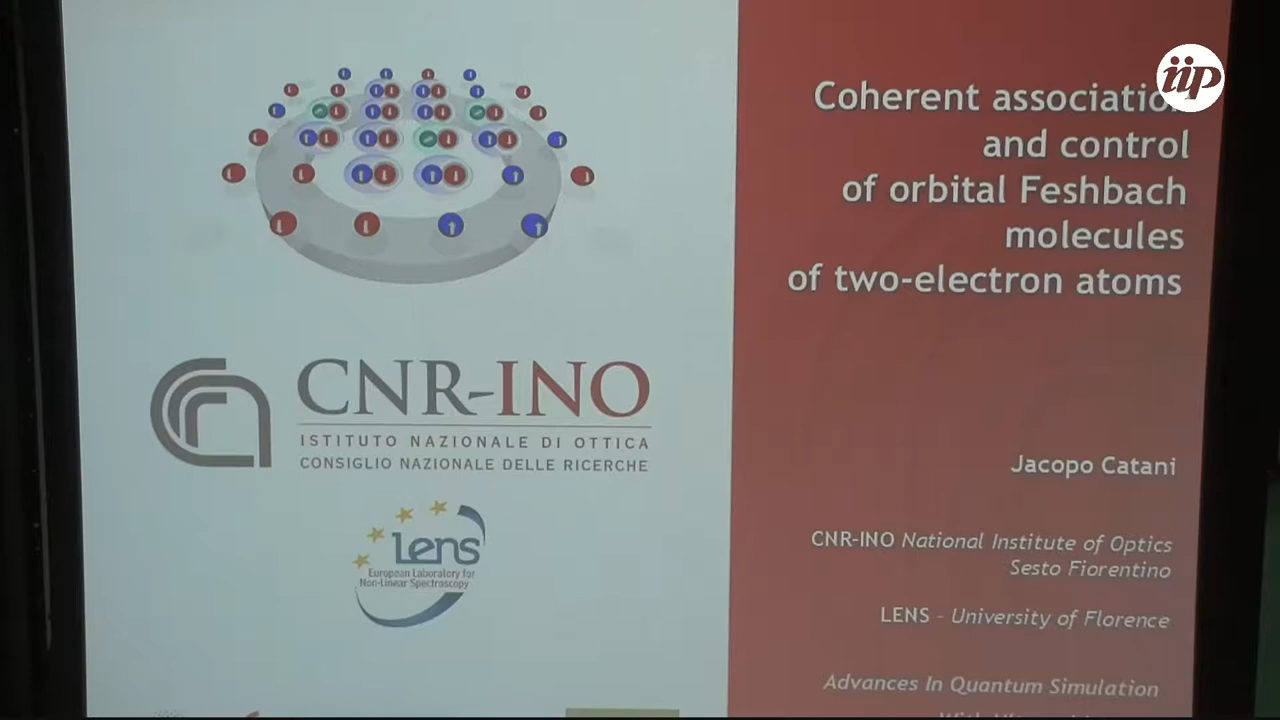 iip
Coherent association
and control
of orbital Feshbach
molecules
of two-electron atoms
CNR-INO
ISTITUTO NAZIONALE DI OTTICA
CONSIGLIO NAZIONALE DELLE RICERCHE
Lens
European Laboratory for
Non-Linear Spectroscopy
Jacopo Catani
CNR-INO National Institute of Optics
Sesto Fiorentino
LENS - University of Florence
Advances In Quantum Simulation